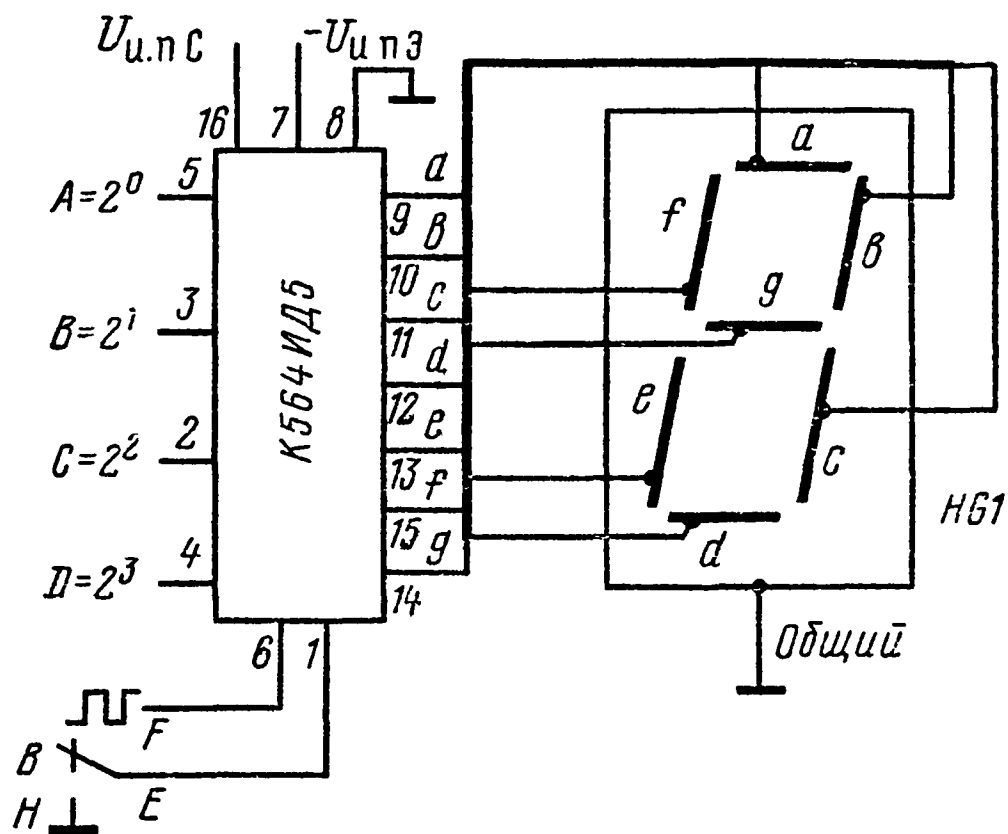 Uи.п С
-Uи п Э
16
7
8
5
A=2⁰
3
B=2¹
2
C=2²
4
D=2³
К564ИД5
a
9 b
10 c
11 d
12 e
13 f
15 g
14
6
1
F
В
Н
E
a
f
b
g
e
c
d
HG1
Общий